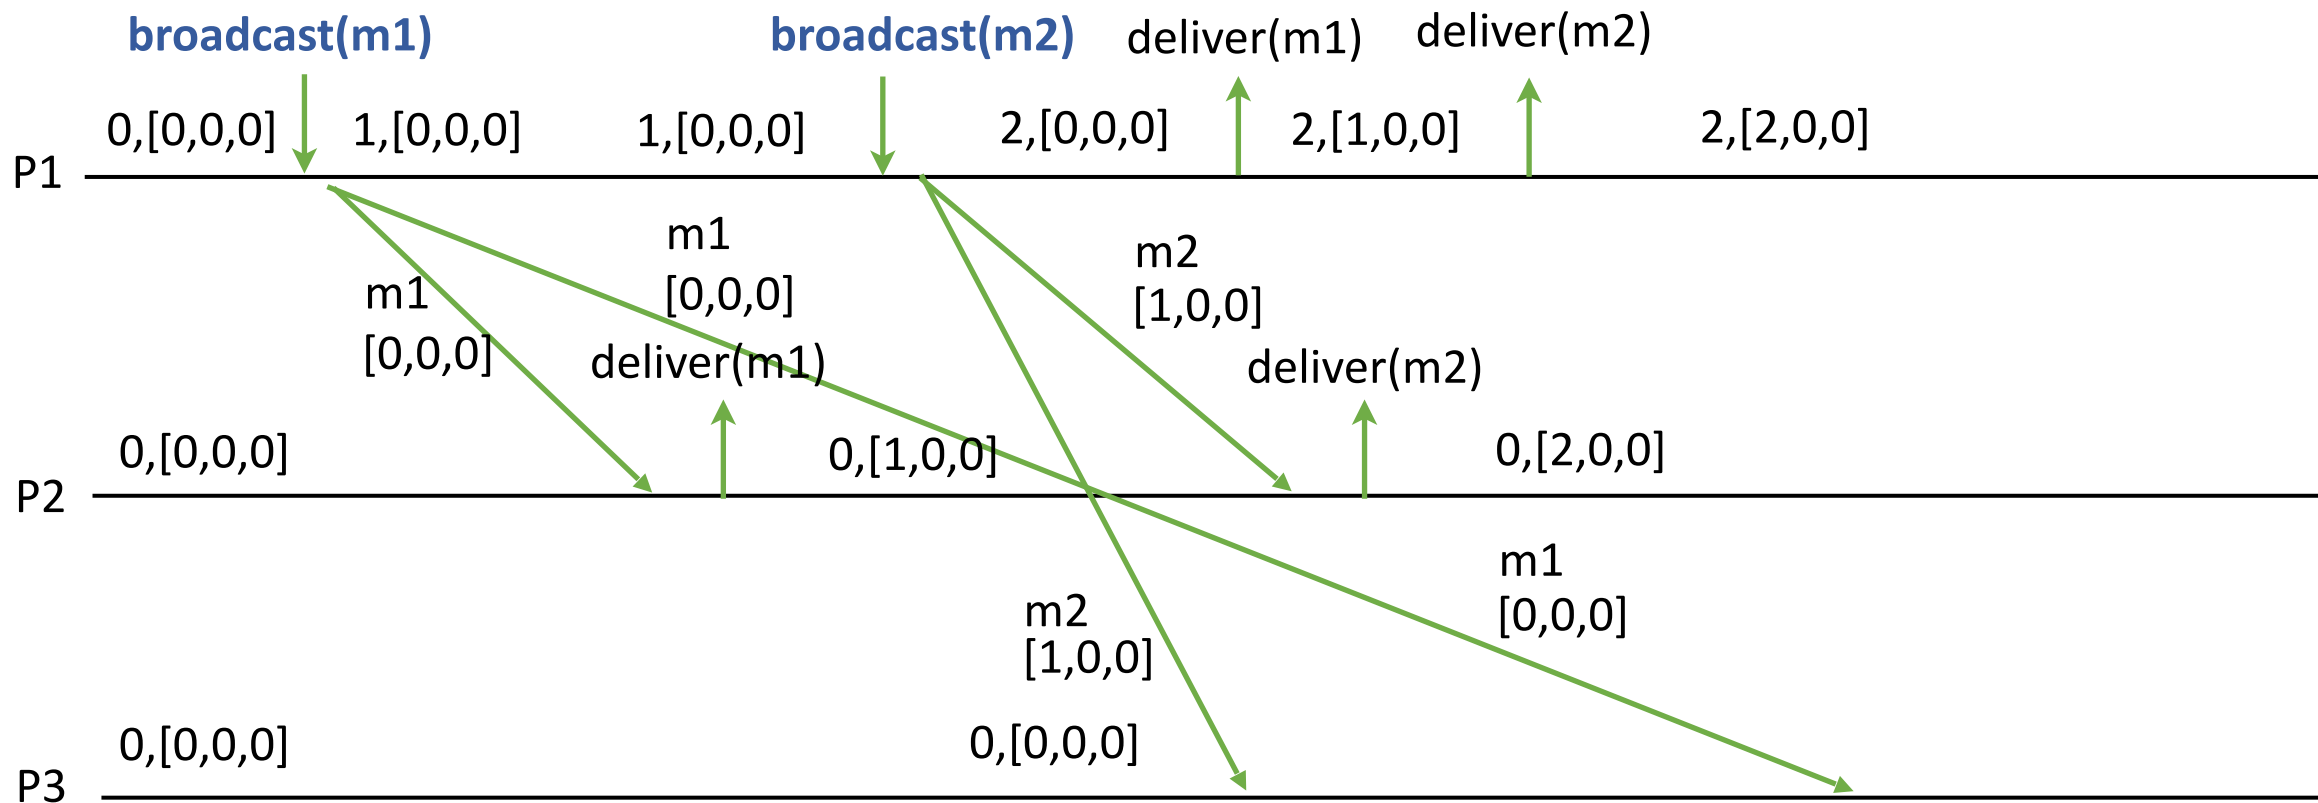 broadcast(m1)
broadcast(m2)
deliver(m1)
deliver(m2)
0,[0,0,0]
1,[0,0,0]
1,[0,0,0]
2,[0,0,0]
2,[1,0,0]
2,[2,0,0]
P1
m1
[0,0,0]
m1
[0,0,0]
m2
[1,0,0]
deliver(m1)
deliver(m2)
0,[0,0,0]
0,[1,0,0]
0,[2,0,0]
P2
m1
[0,0,0]
m2
[1,0,0]
0,[0,0,0]
0,[0,0,0]
P3